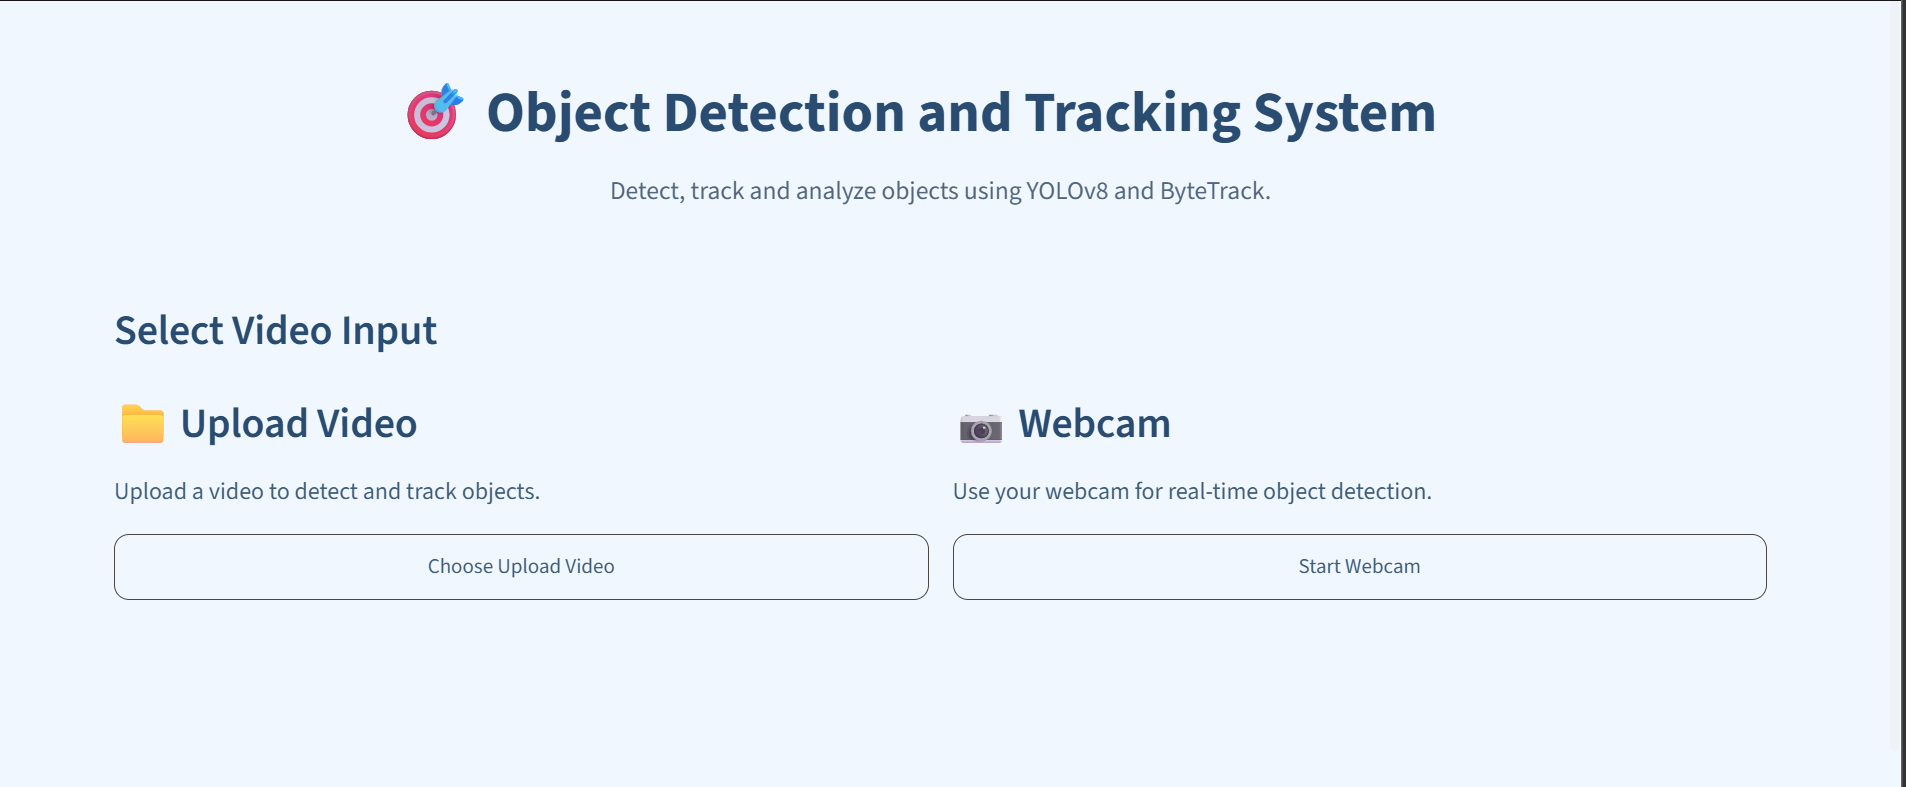 Object Detection and Tracking System
Detect, track and analyze objects using YOLOv8 and ByteTrack.
Select Video Input
Upload Video
Upload a video to detect and track objects.
Choose Upload Video
Webcam
Use your webcam for real-time object detection.
Start Webcam